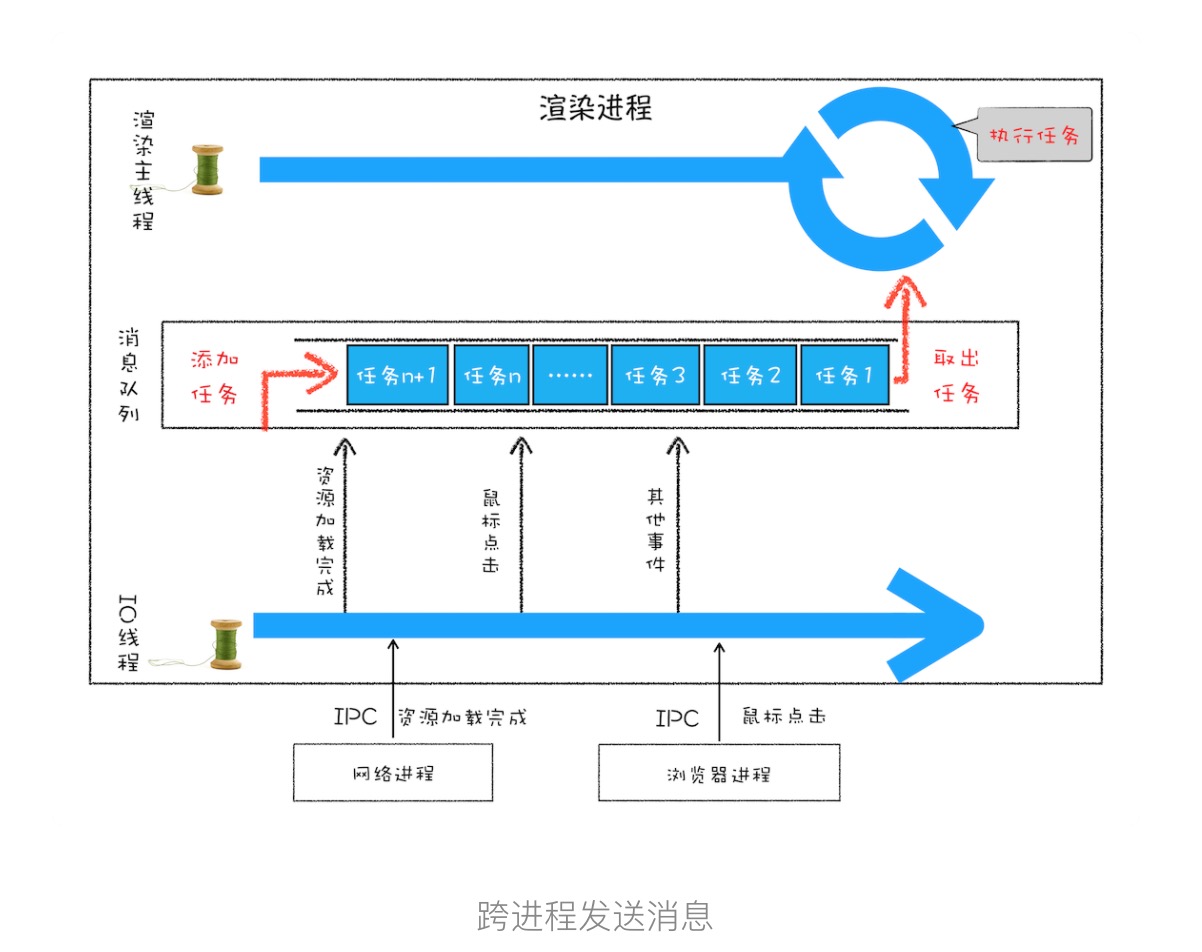 渲染进程
渲染主线程
执行任务
消息队列
添加
任务
任务n+1
任务n
……
任务3
任务2
任务1
取出
任务
资源加载完成
鼠标点击
其他事件
IO线程
IPC
资源加载完成
IPC
鼠标点击
网络进程
浏览器进程
跨进程发送消息